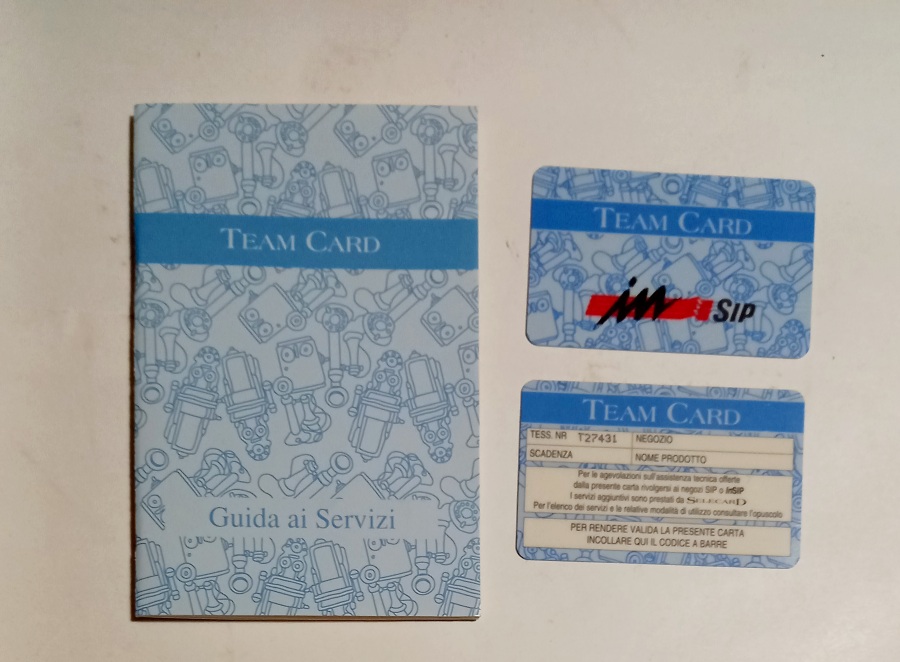 TEAM CARD
Guida ai Servizi
TEAM CARD
in SIP
TEAM CARD
TESS. NR T27431 NEGOZIO
SCADENZA NOME PRODOTTO
Per le agevolazioni sull'assistenza tecnica offerte
dalla presente carta rivolgersi ai negozi SIP o inSIP
I servizi aggiuntivi sono prestati da SELECARD
Per l'elenco dei servizi e le relative modalità di utilizzo consultare l'opuscolo
PER RENDERE VALIDA LA PRESENTE CARTA
INCOLLARE QUI IL CODICE A BARRE